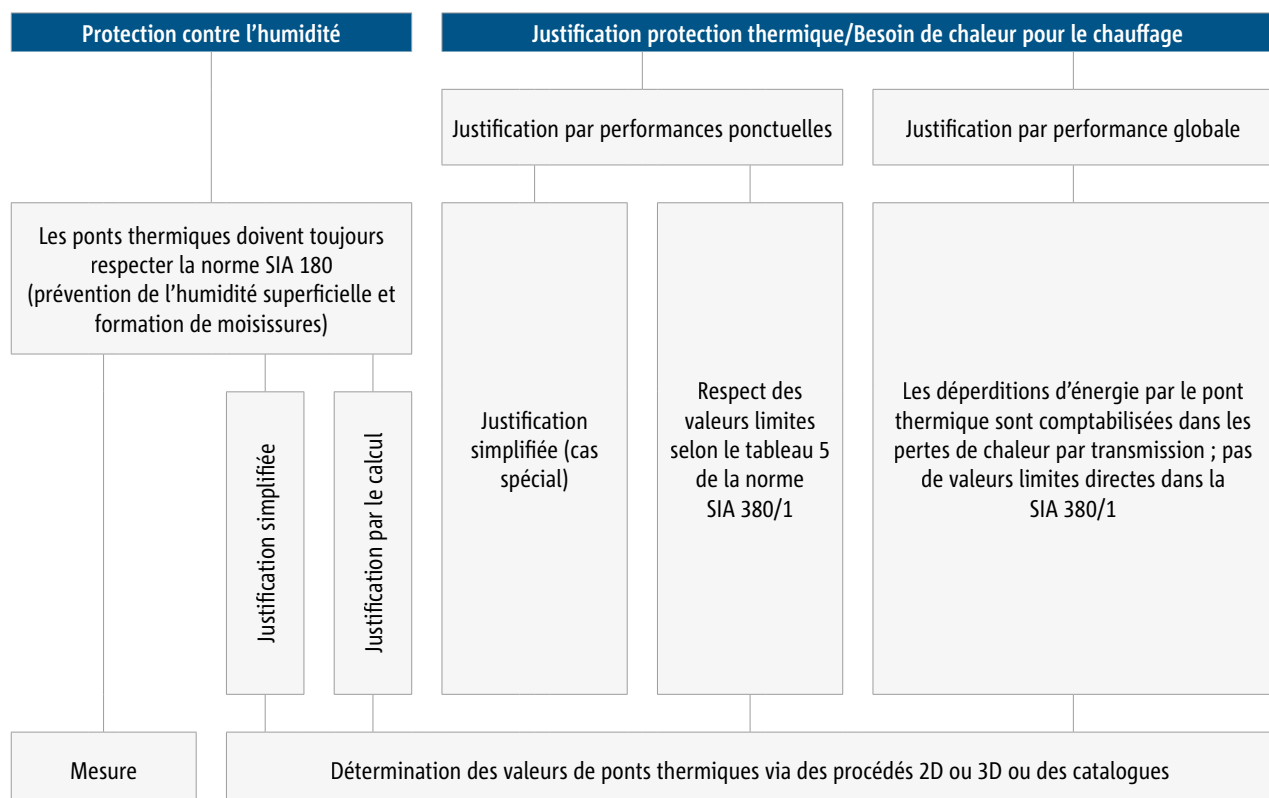 Protection contre l'humidité
Justification protection thermique/Besoin de chaleur pour le chauffage
Justification par performances ponctuelles
Justification par performance globale
Les ponts thermiques doivent toujours
respecter la norme SIA 180
(prévention de l'humidité superficielle et
formation de moisissures)
Justification simplifiée
Justification par le calcul
Justification
simplifiée (cas
spécial)
Respect des
valeurs limites
selon le tableau 5
de la norme
SIA 380/1
Les déperditions d'énergie par le pont
thermique sont comptabilisées dans les
pertes de chaleur par transmission ; pas
de valeurs limites directes dans la
SIA 380/1
Mesure
Détermination des valeurs de ponts thermiques via des procédés 2D ou 3D ou des catalogues